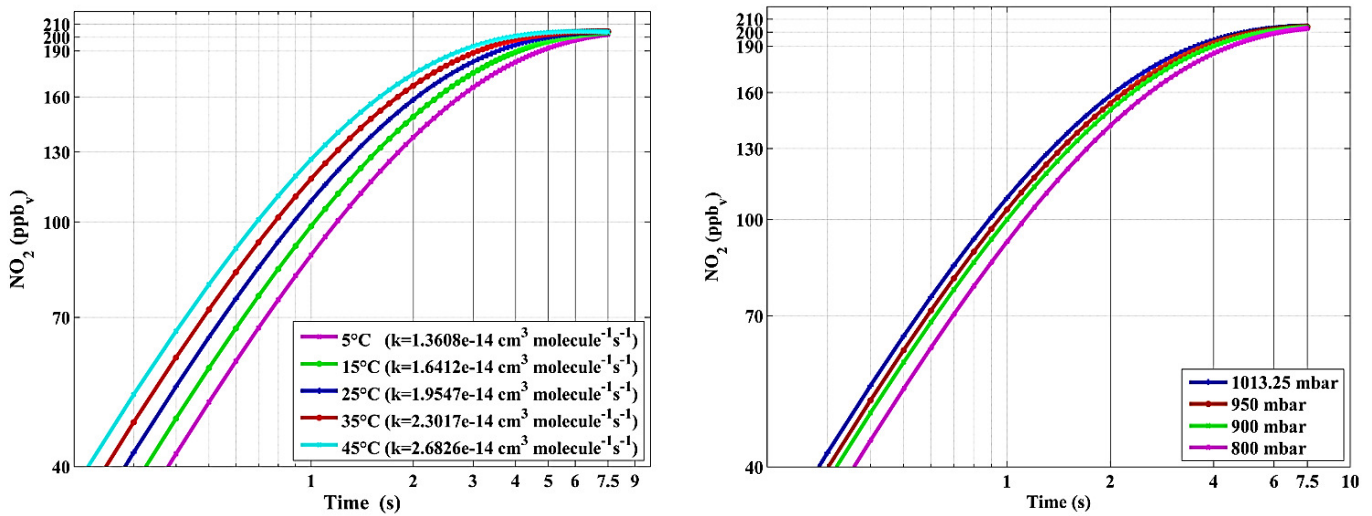 210
200
190
160
130
100
70
40
NO2 (ppbv)
5°C (k=1.3608e-14 cm3 molecule-1s-1)
15°C (k=1.6412e-14 cm3 molecule-1s-1)
25°C (k=1.9547e-14 cm3 molecule-1s-1)
35°C (k=2.3017e-14 cm3 molecule-1s-1)
45°C (k=2.6826e-14 cm3 molecule-1s-1)
1 2 3 4 5 6 7.5 9
Time (s)
210
200
190
160
130
100
70
40
NO2 (ppbv)
1013.25 mbar
950 mbar
900 mbar
800 mbar
1 2 4 6 7.5 10
Time (s)